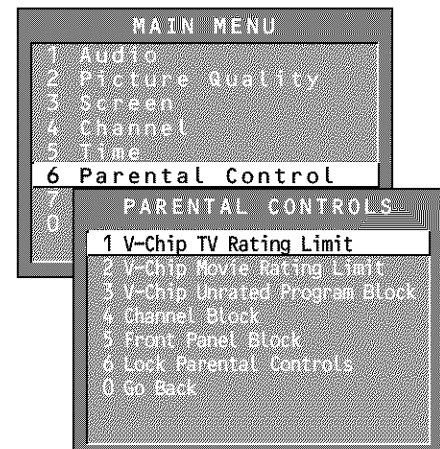 MAIN MENU
1 Audio
2 Picture Quality
3 Screen
4 Channel
5 Time
6 Parental Control
7
0
PARENTAL CONTROLS
1 V-Chip TV Rating Limit
2 V-Chip Movie Rating Limit
3 V-Chip Unrated Program Block
4 Channel Block
5 Front Panel Block
6 Lock Parental Controls
0 Go Back